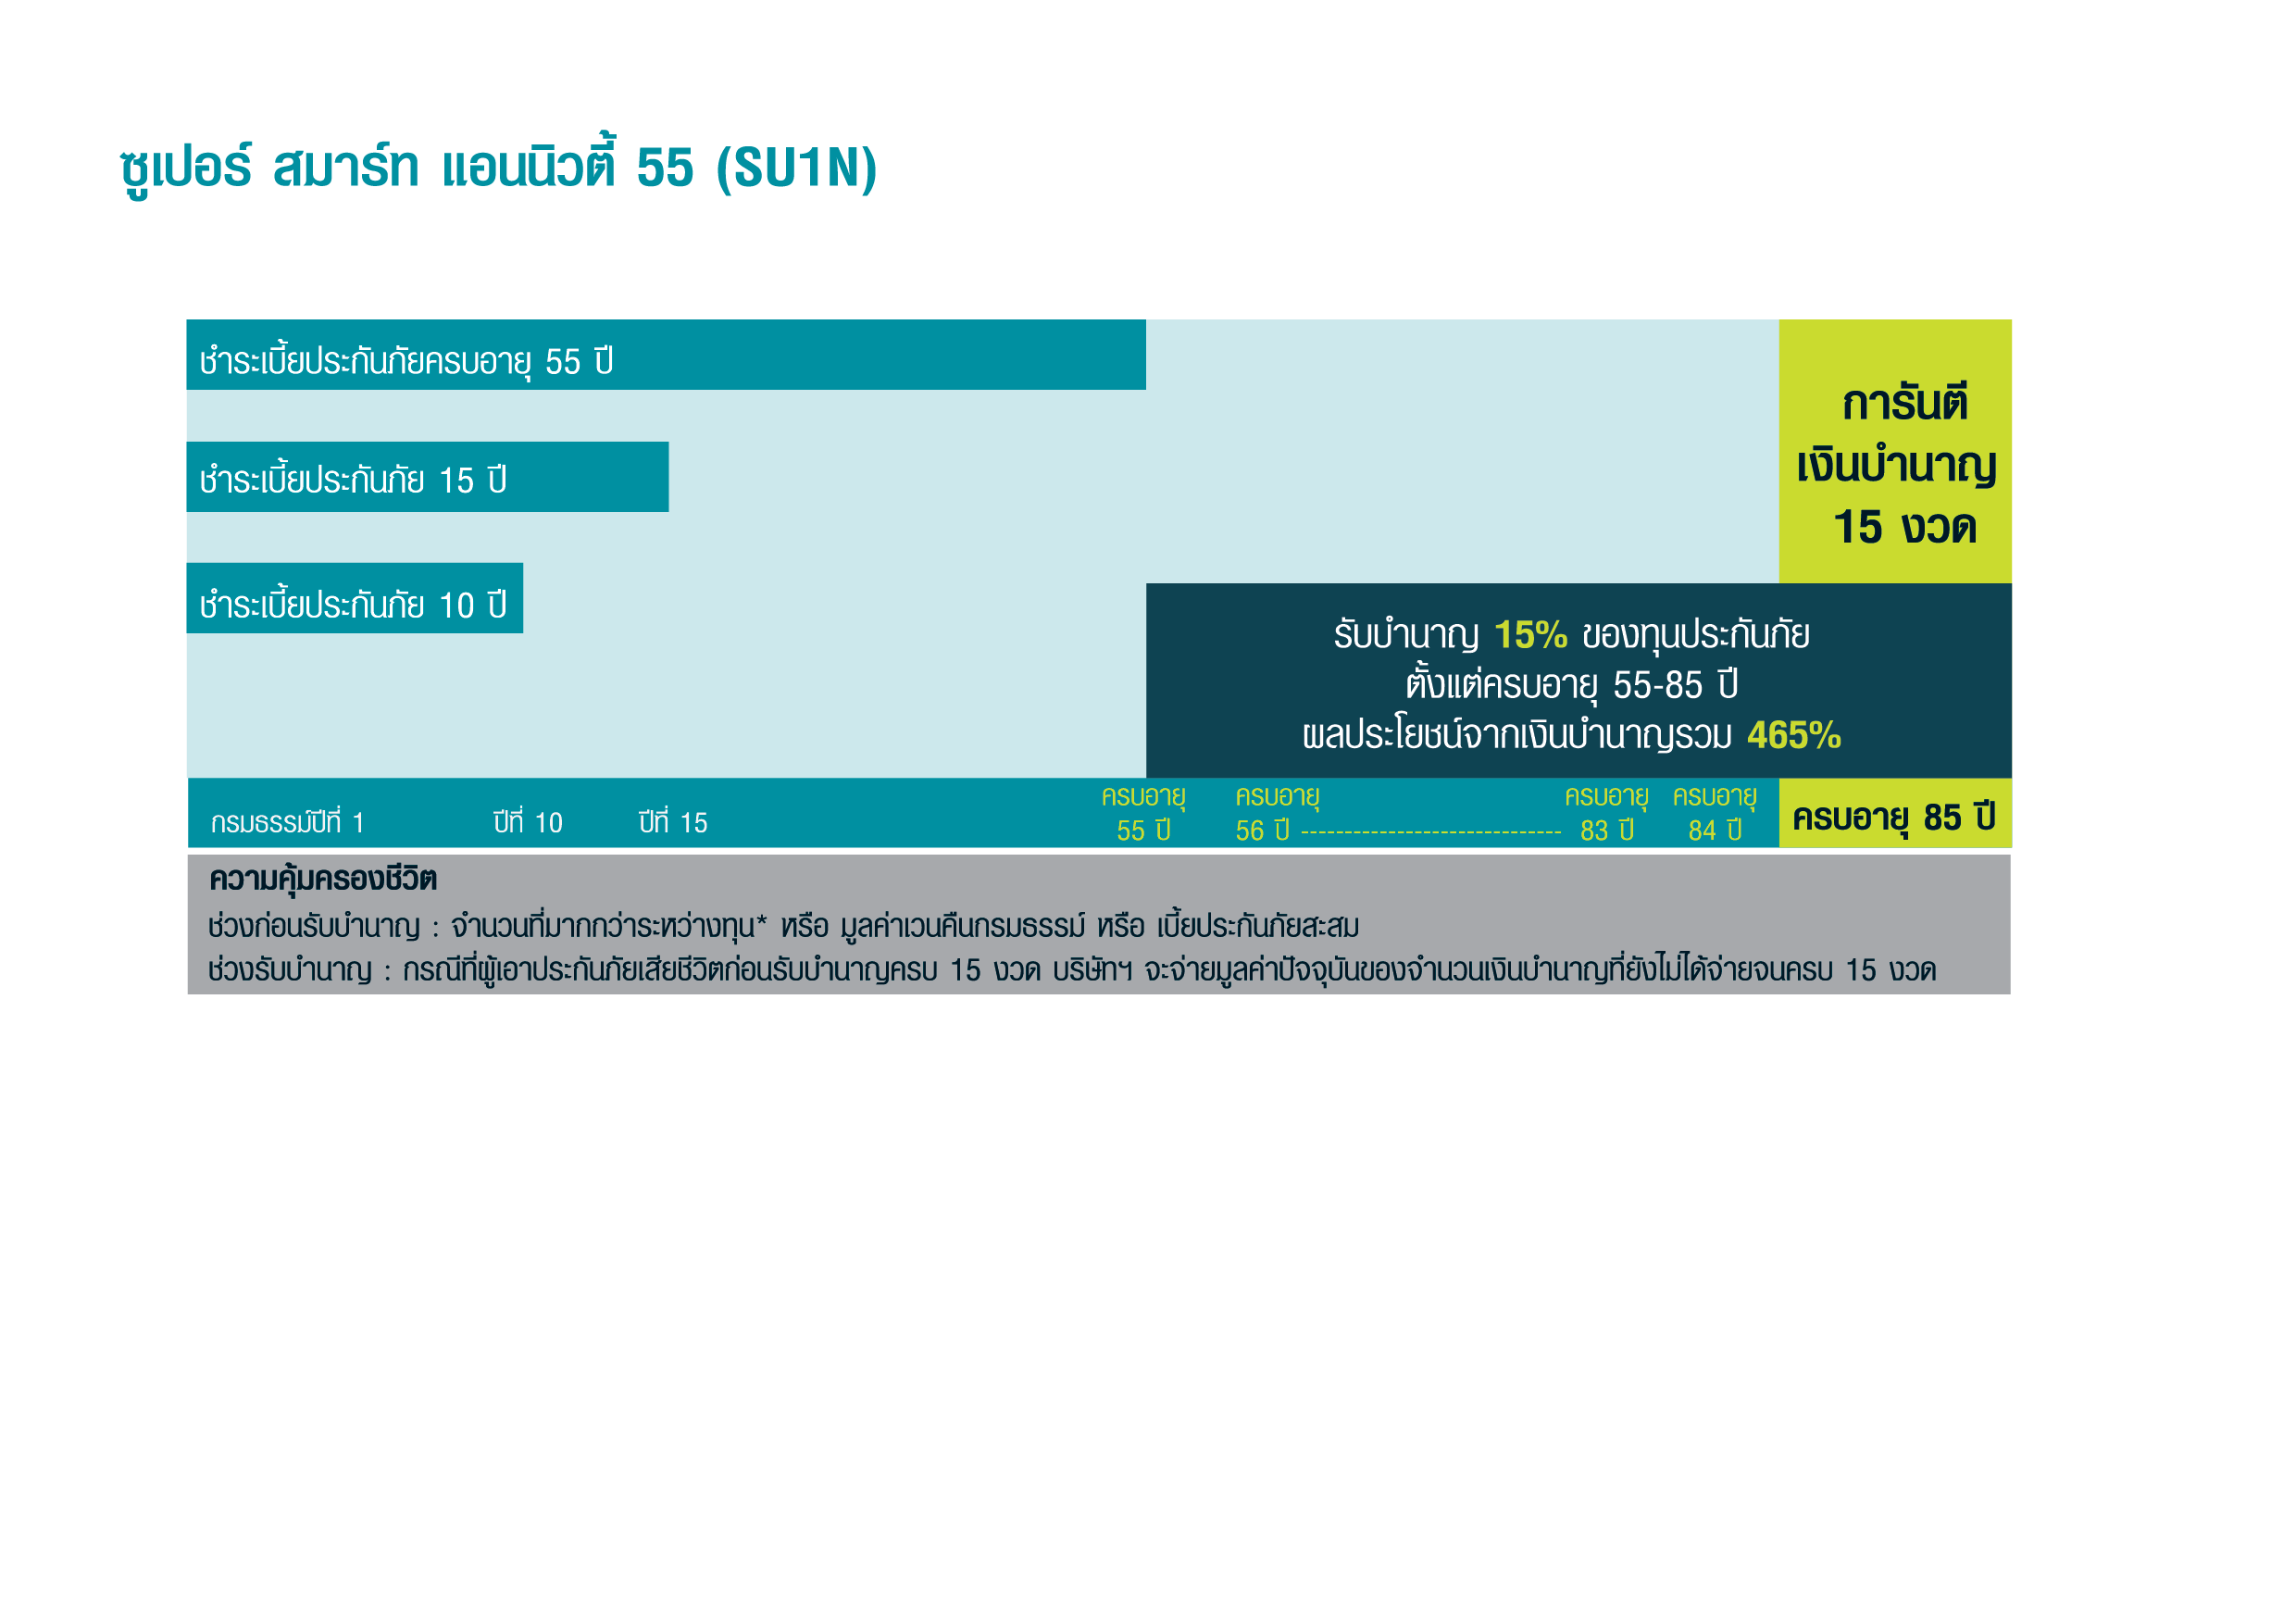 ซูเปอร์ สมาร์ท แอนนิวตี้ 55 (SU1N)
ชำระเบี้ยประกันภัยครบอายุ 55 ปี
ชำระเบี้ยประกันภัย 15 ปี
ชำระเบี้ยประกันภัย 10 ปี
การันตี
เงินบำนาญ
15 งวด
รับบำนาญ 15% ของทุนประกันภัย
ตั้งแต่ครบอายุ 55-85 ปี
ผลประโยชน์จากเงินบำนาญรวม 465%
กรมธรรม์ปีที่ 1
ปีที่ 10
ปีที่ 15
ครบอายุ
55 ปี
ครบอายุ
56 ปี ------------------------------
ครบอายุ
83 ปี
ครบอายุ
84 ปี
ครบอายุ 85 ปี
ความคุ้มครองชีวิต
ช่วงก่อนรับบำนาญ : จำนวนที่มากกว่าระหว่างทุน* หรือ มูลค่าเวนคืนกรมธรรม์ หรือ เบี้ยประกันภัยสะสม
ช่วงรับบำนาญ : กรณีที่ผู้เอาประกันภัยเสียชีวิตก่อนรับบำนาญครบ 15 งวด บริษัทฯ จะจ่ายมูลค่าปัจจุบันของจำนวนเงินบำนาญที่ยังไม่ได้จ่ายจนครบ 15 งวด